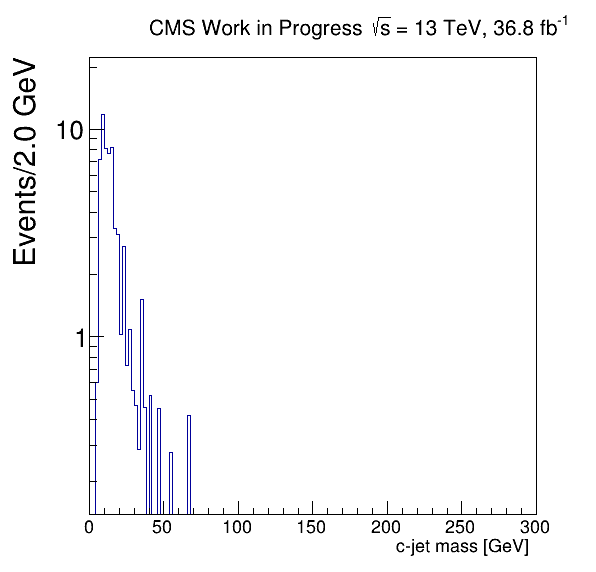 CMS Work in Progress √s = 13 TeV, 36.8 fb⁻¹
Events/2.0 GeV
10
1
0 50 100 150 200 250 300
c-jet mass [GeV]